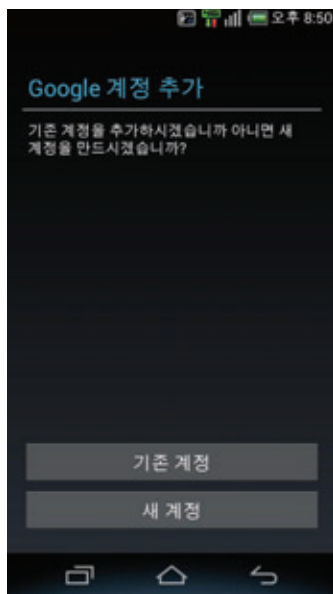 오후 8:50
Google 계정 추가
기존 계정을 추가하시겠습니까 아니면 새
계정을 만드시겠습니까?
기존 계정
새 계정